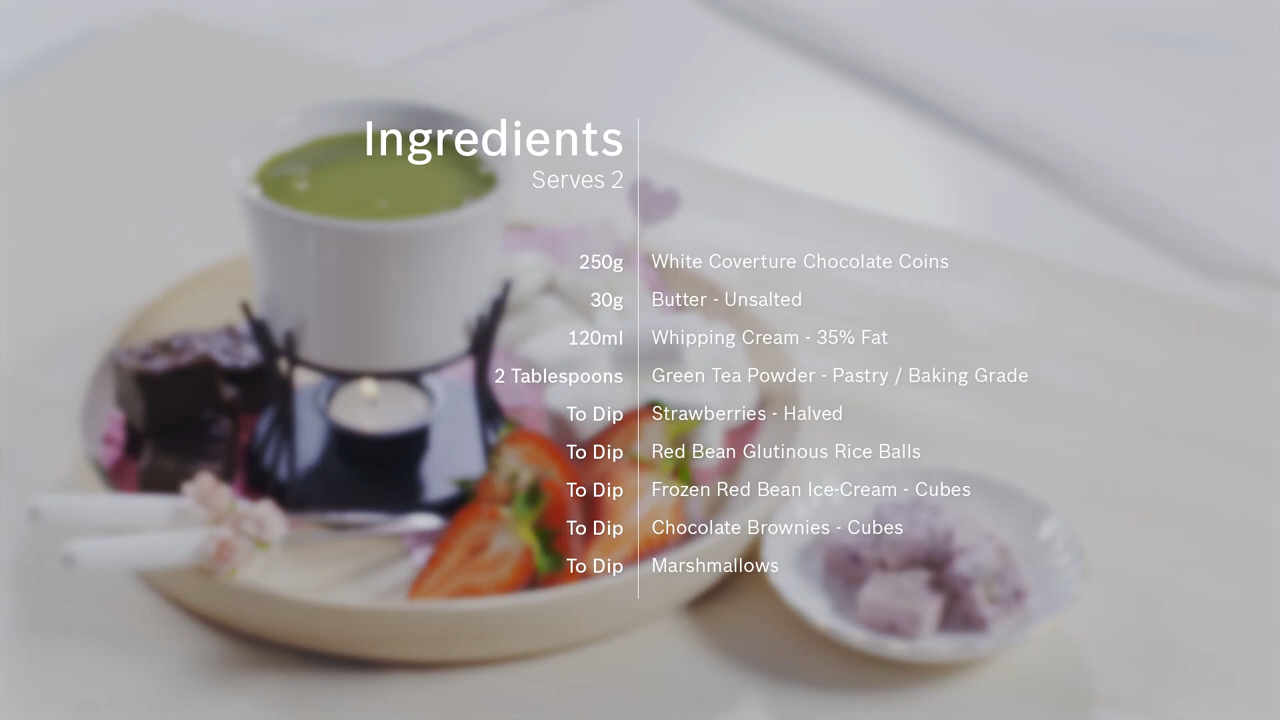 Ingredients
Serves 2
250g White Coverture Chocolate Coins
30g Butter - Unsalted
120ml Whipping Cream - 35% Fat
2 Tablespoons Green Tea Powder - Pastry / Baking Grade
To Dip Strawberries - Halved
To Dip Red Bean Glutinous Rice Balls
To Dip Frozen Red Bean Ice-Cream - Cubes
To Dip Chocolate Brownies - Cubes
To Dip Marshmallows